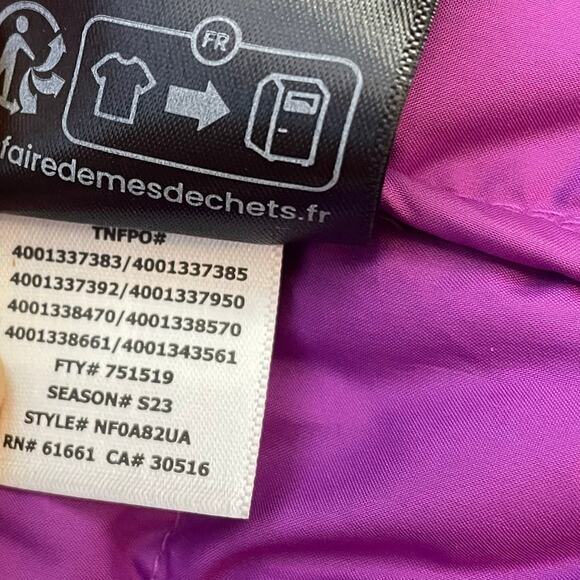 FR
fairedemesdechets.fr
TNFPO#
4001337383/4001337385
4001337392/4001337950
4001338470/4001338570
4001338661/4001343561
FTY# 751519
SEASON# S23
STYLE# NF0A82UA
RN# 61661 CA# 30516